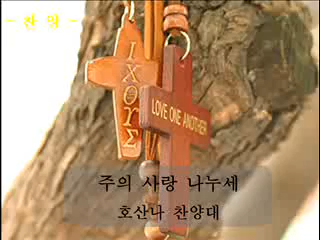 - 찬 양 -
ΙΧΘΥΣ
LOVE ONE ANOTHER
주의 사랑 나누세
호산나 찬양대